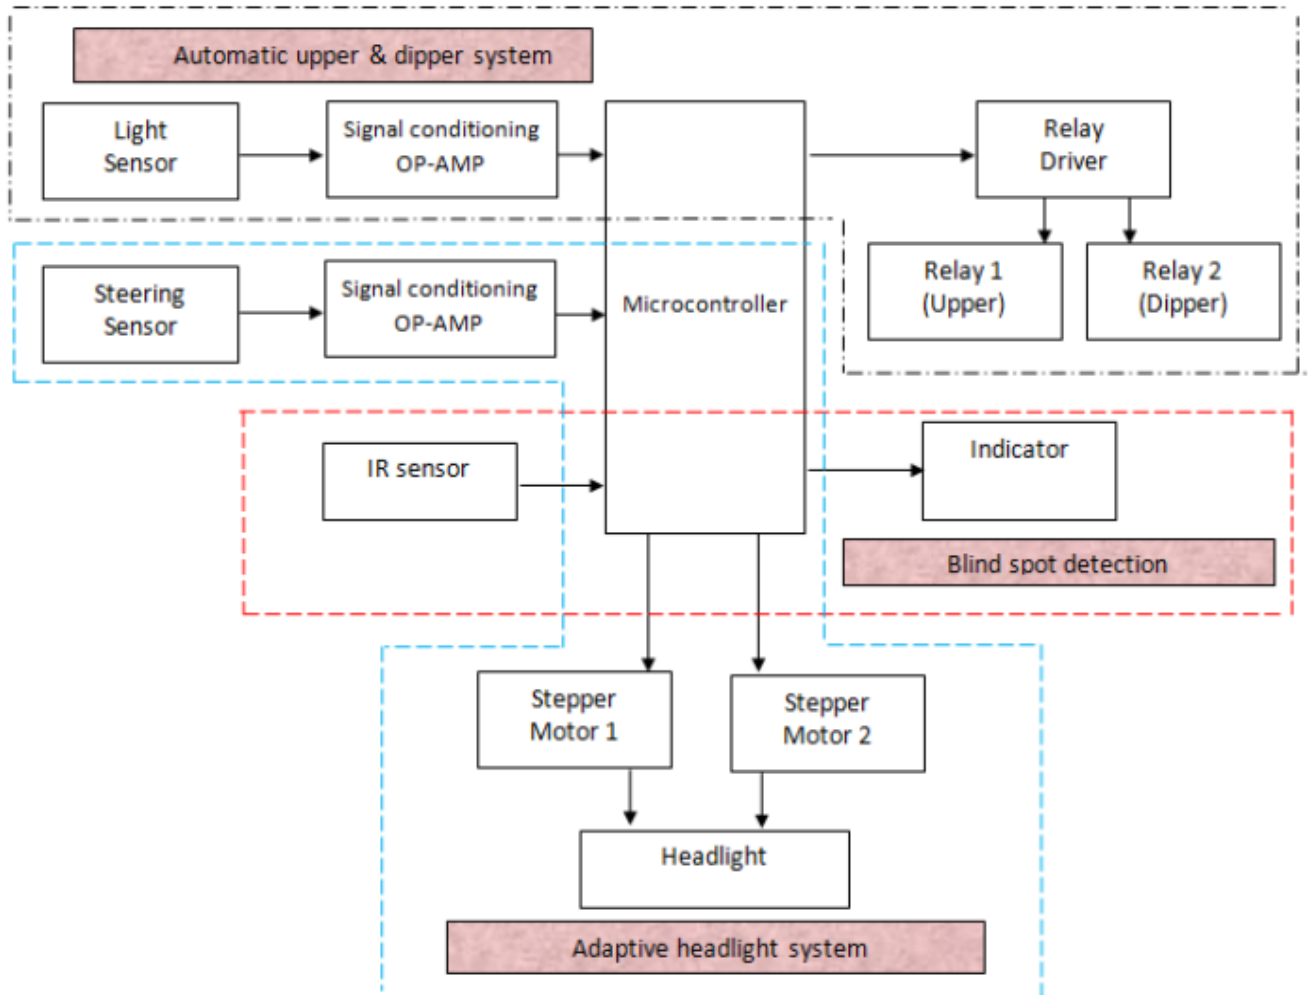 Automatic upper & dipper system
Light
Sensor
Signal conditioning
OP-AMP
Relay
Driver
Steering
Sensor
Signal conditioning
OP-AMP
Microcontroller
Relay 1
(Upper)
Relay 2
(Dipper)
IR sensor
Indicator
Blind spot detection
Stepper
Motor 1
Stepper
Motor 2
Headlight
Adaptive headlight system